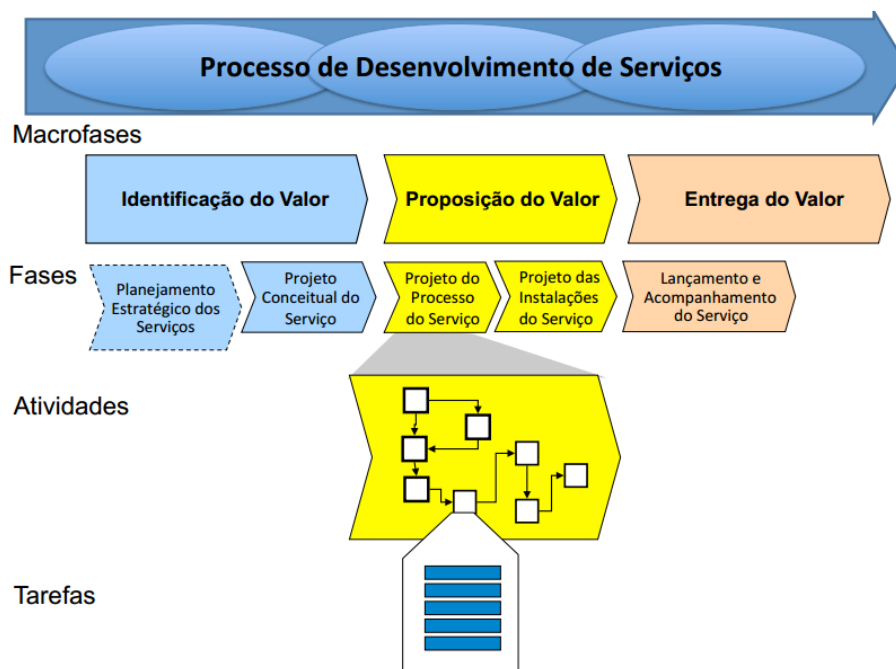 Processo de Desenvolvimento de Serviços
Macrofases
Identificação do Valor
Proposição do Valor
Entrega do Valor
Fases
Planejamento
Estratégico dos
Serviços
Projeto
Conceitual do
Serviço
Projeto do
Processo
do Serviço
Projeto das
Instalações
do Serviço
Lançamento e
Acompanhamento
do Serviço
Atividades
Tarefas